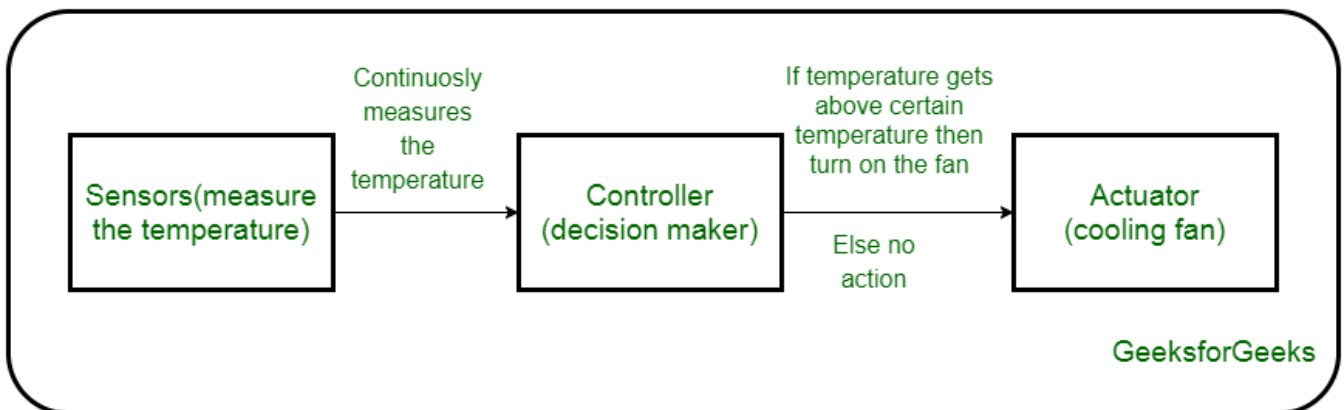 Sensors(measure
the temperature)
Continuosly
measures
the
temperature
Controller
(decision maker)
If temperature gets
above certain
temperature then
turn on the fan
Else no
action
Actuator
(cooling fan)
GeeksforGeeks